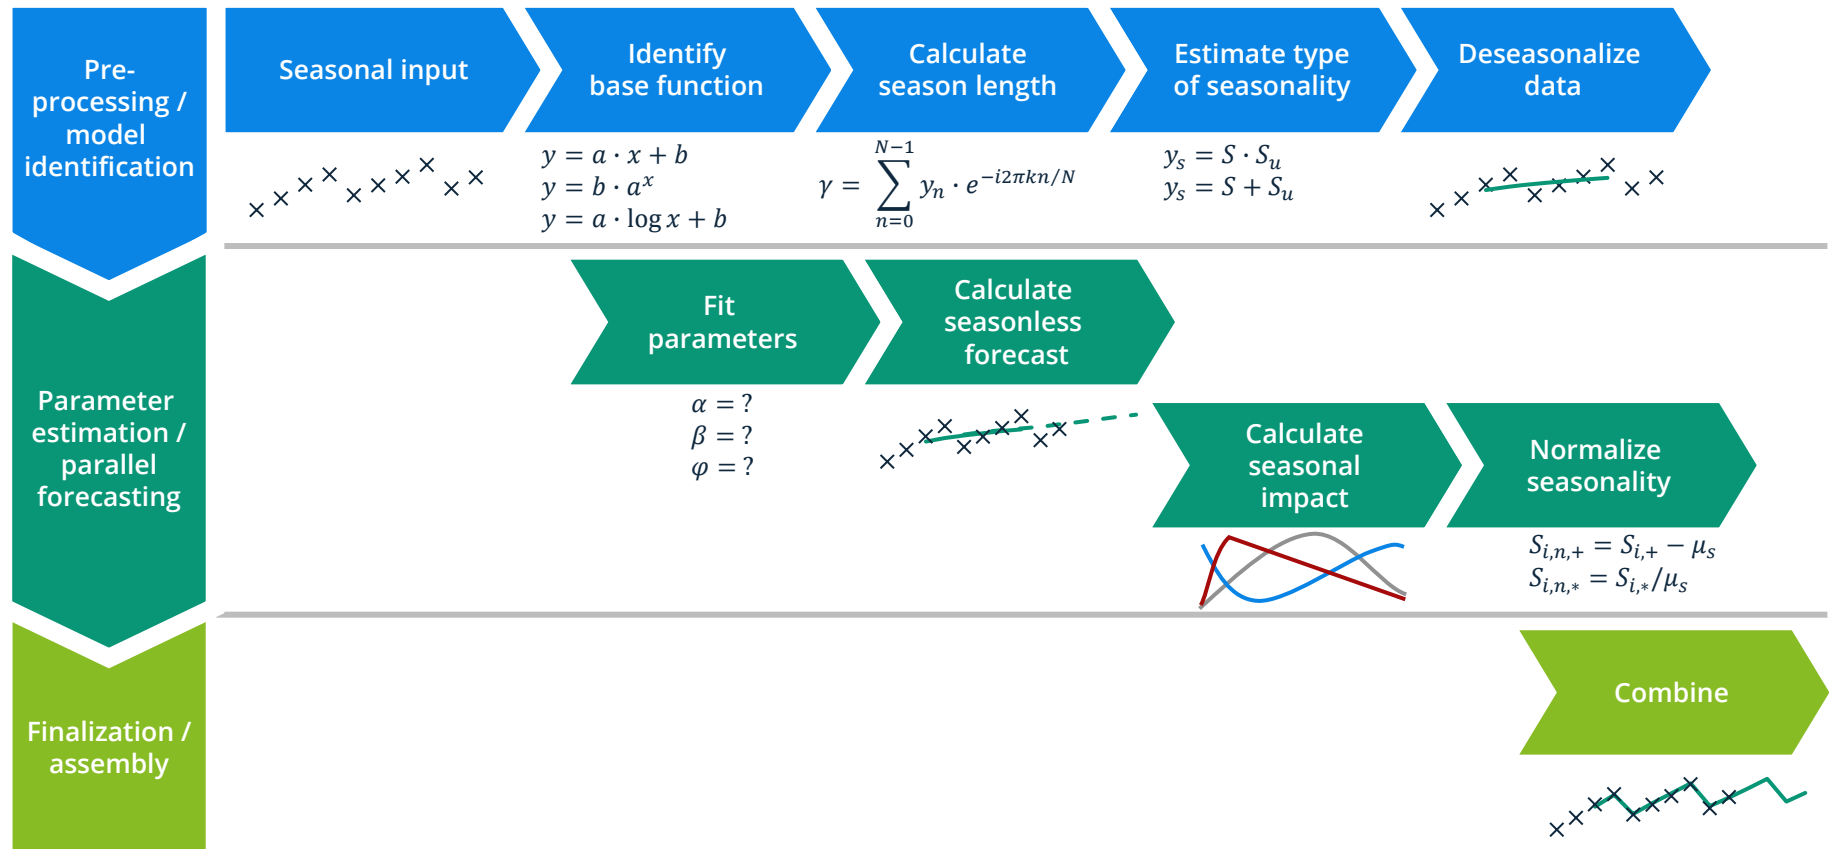 Pre-
processing /
model
identification
Seasonal input
Identify
base function
Calculate
season length
Estimate type
of seasonality
Deseasonalize
data
y = a · x + b
y = b · a^x
y = a · log x + b
γ = ∑_{n=0}^{N−1} y_n · e^{−i2πkn/N}
y_s = S · S_u
y_s = S + S_u
Parameter
estimation /
parallel
forecasting
Fit
parameters
Calculate
seasonless
forecast
α = ?
β = ?
φ = ?
Calculate
seasonal
impact
Normalize
seasonality
S_{i,n,+} = S_{i,+} − μ_s
S_{i,n,*} = S_{i,*}/μ_s
Finalization /
assembly
Combine